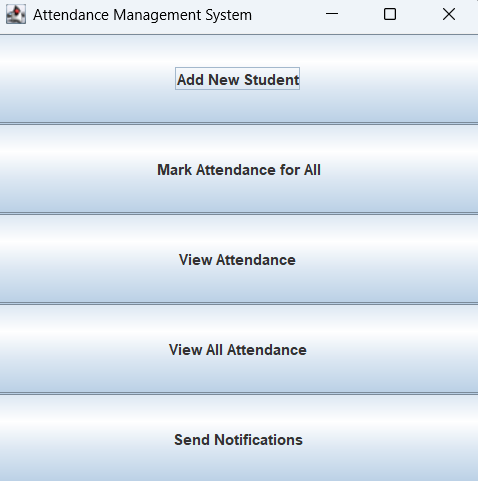 Attendance Management System
Add New Student
Mark Attendance for All
View Attendance
View All Attendance
Send Notifications